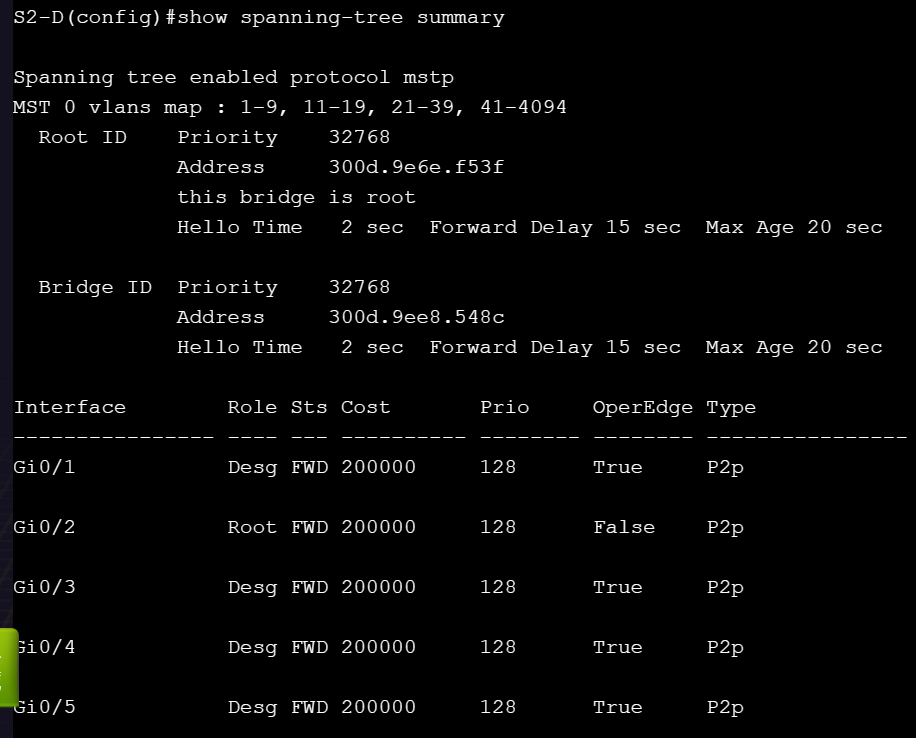 S2-D(config)#show spanning-tree summary
Spanning tree enabled protocol mstp
MST 0 vlans map : 1-9, 11-19, 21-39, 41-4094
Root ID Priority 32768
Address 300d.9e6e.f53f
this bridge is root
Hello Time 2 sec Forward Delay 15 sec Max Age 20 sec
Bridge ID Priority 32768
Address 300d.9ee8.548c
Hello Time 2 sec Forward Delay 15 sec Max Age 20 sec
Interface Role Sts Cost Prio OperEdge Type
---------------- ---- --- ---------- -------- -------- ----------------
Gi0/1 Desg FWD 200000 128 True P2p
Gi0/2 Root FWD 200000 128 False P2p
Gi0/3 Desg FWD 200000 128 True P2p
Gi0/4 Desg FWD 200000 128 True P2p
Gi0/5 Desg FWD 200000 128 True P2p